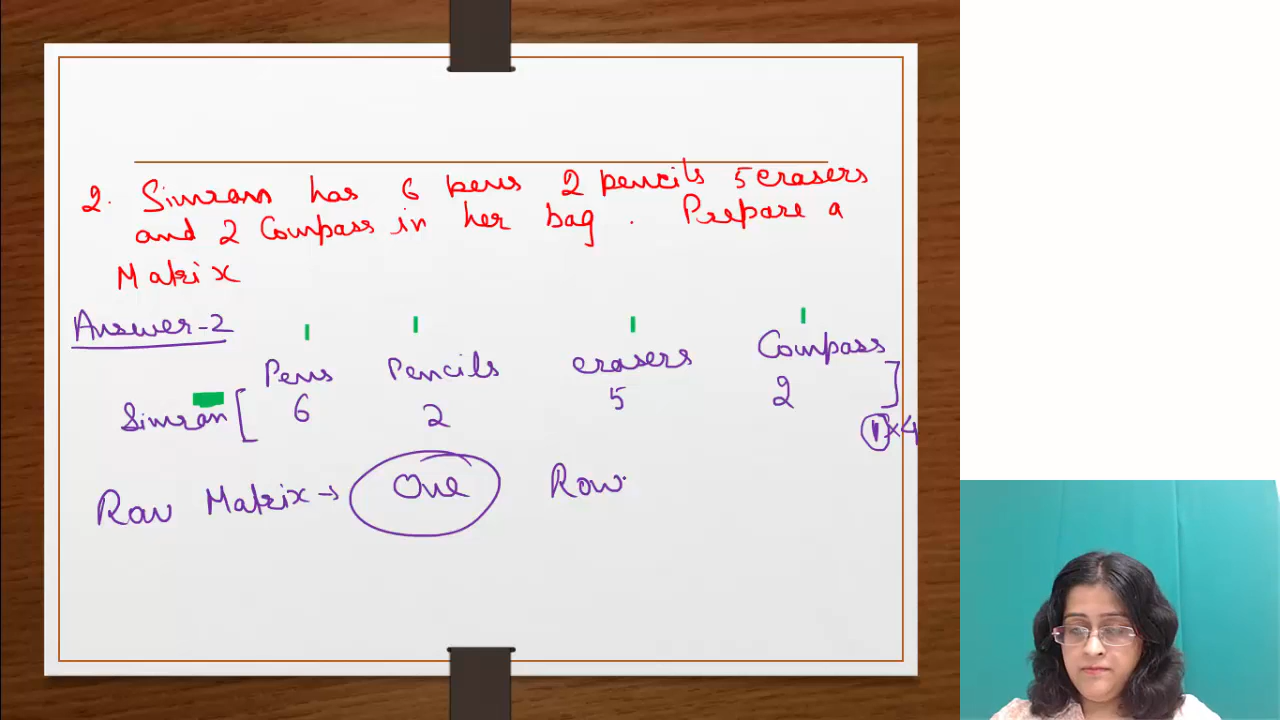 2. Simran has 6 pens 2 pencils 5 erasers
and 2 Compass in her bag. Prepare a
Matrix
Answer-2
Pens Pencils erasers Compass
Simran [ 6 2 5 2 ]
1×4
Row Matrix → One Row